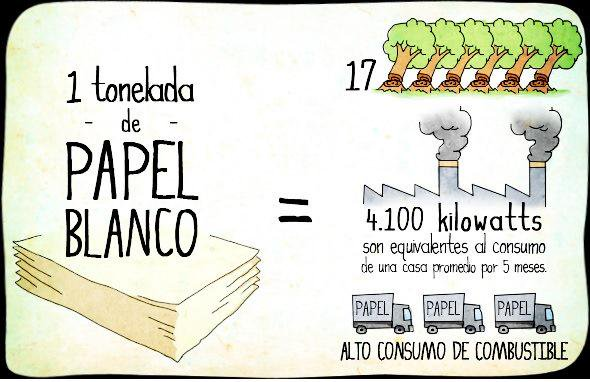 1 tonelada
- de -
PAPEL
BLANCO
=
17
4.100 kilowatts
son equivalentes al consumo
de una casa promedio por 5 meses.
PAPEL PAPEL PAPEL
ALTO CONSUMO DE COMBUSTIBLE